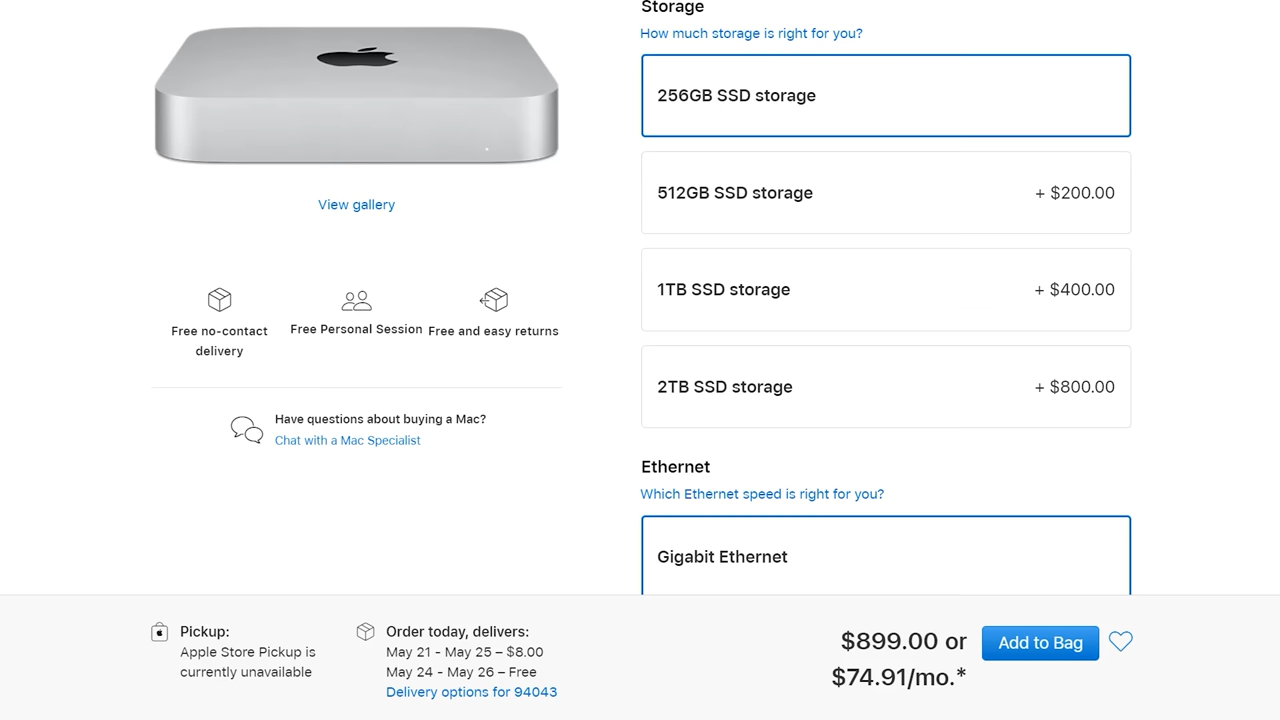 Storage
How much storage is right for you?
256GB SSD storage
512GB SSD storage + $200.00
1TB SSD storage + $400.00
2TB SSD storage + $800.00
Ethernet
Which Ethernet speed is right for you?
Gigabit Ethernet
View gallery
Free no-contact
delivery
Free Personal Session
Free and easy returns
Have questions about buying a Mac?
Chat with a Mac Specialist
Pickup:
Apple Store Pickup is
currently unavailable
Order today, delivers:
May 21 - May 25 – $8.00
May 24 - May 26 – Free
Delivery options for 94043
$899.00 or
$74.91/mo.*
Add to Bag